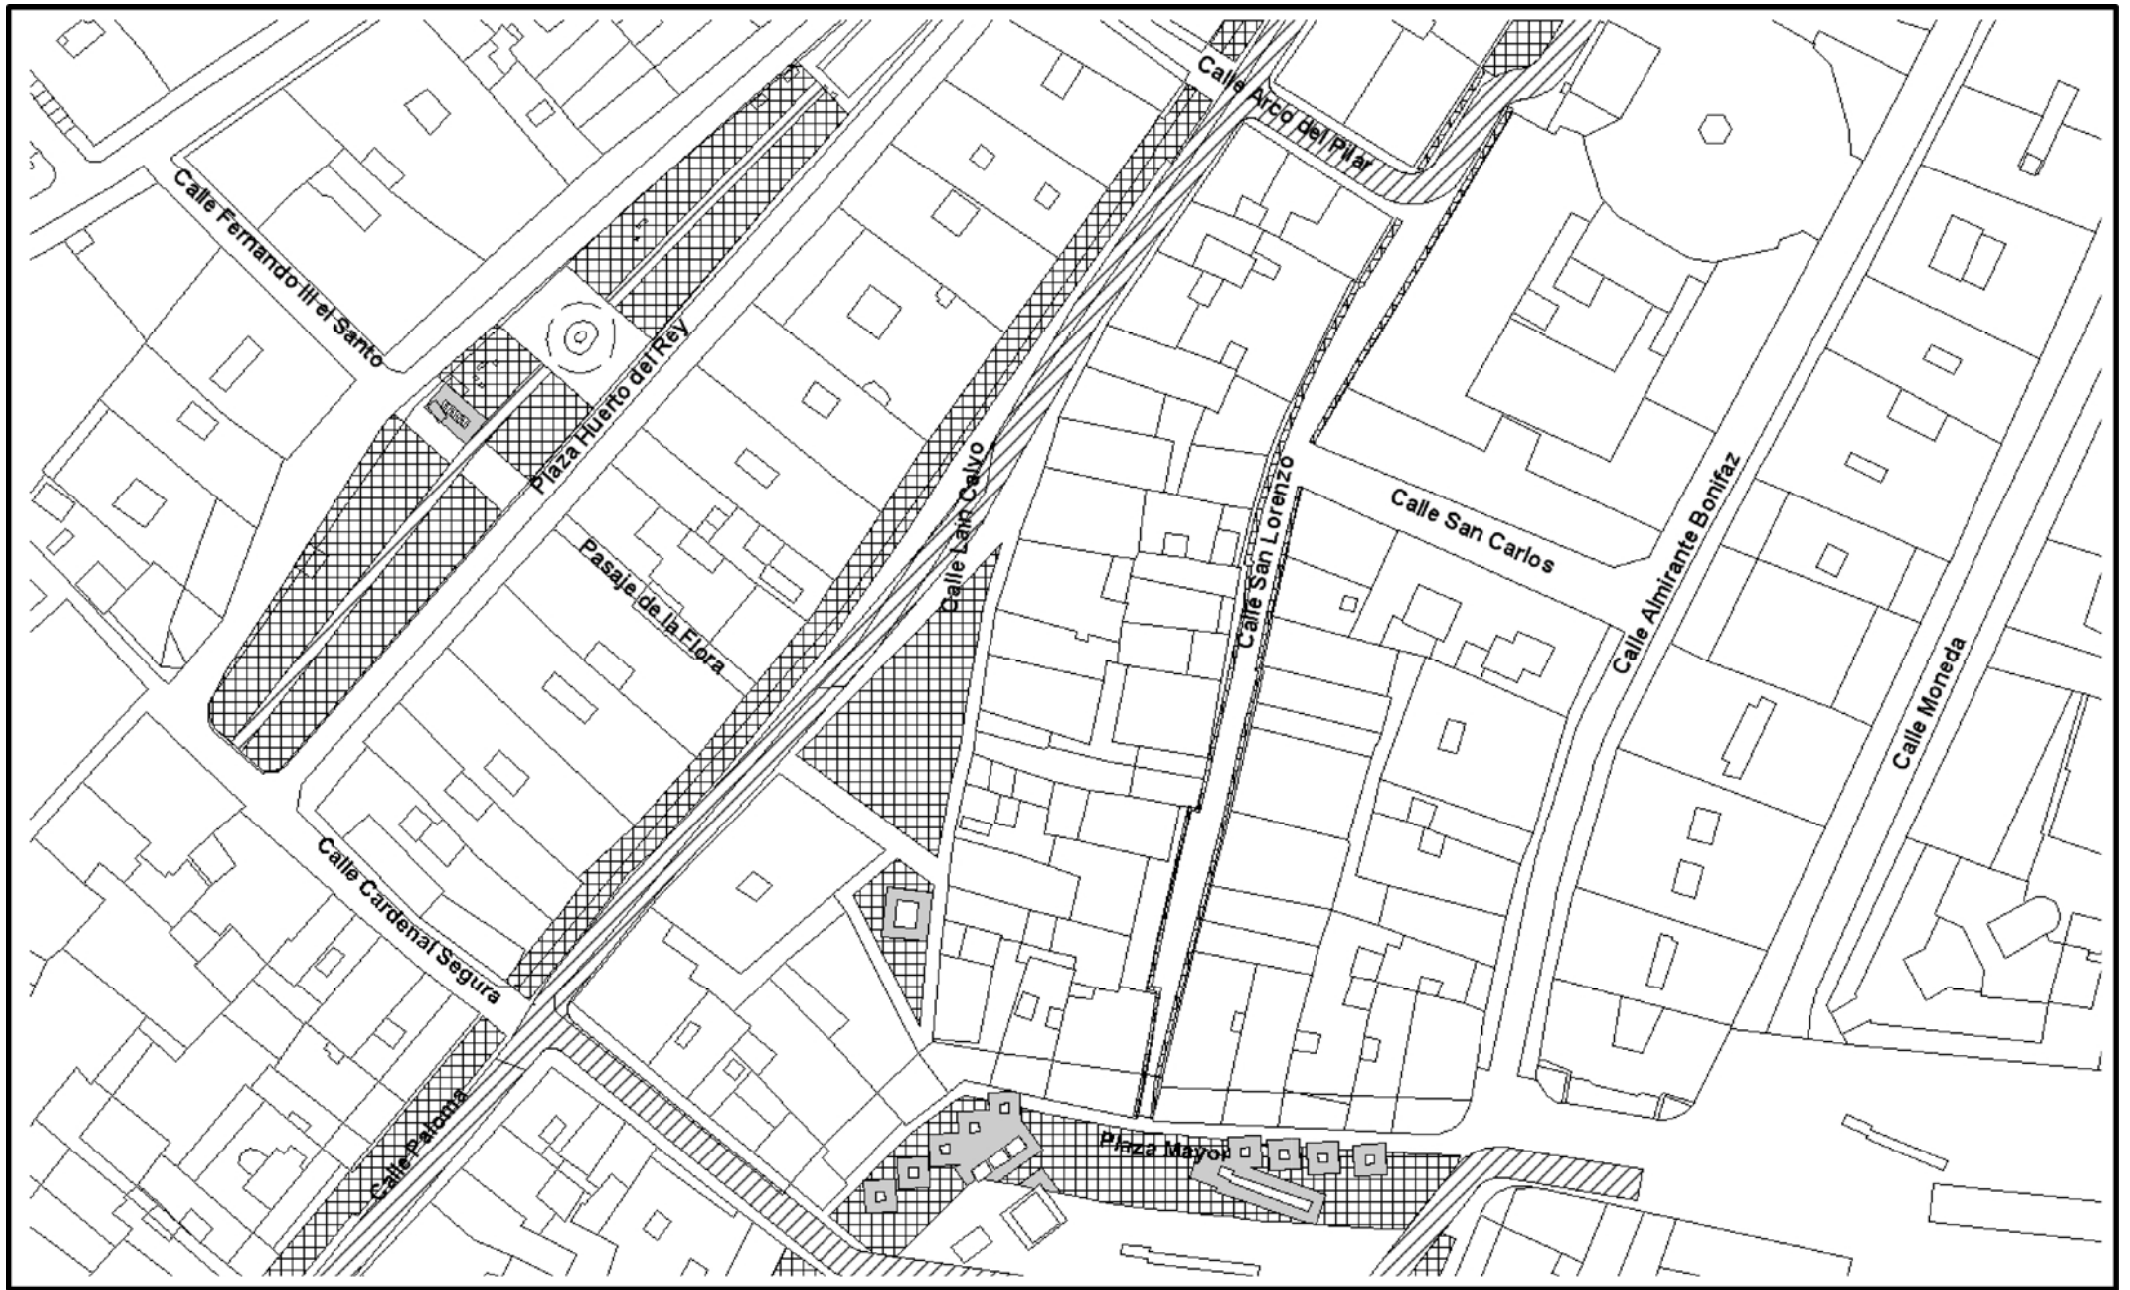 Calle Arco del Pilar
Calle Fernando III el Santo
Plaza Huerto del Rey
Calle Lain Calvo
Calle San Lorenzo
Calle San Carlos
Calle Almirante Bonifaz
Pasaje de la Flora
Calle Moneda
Calle Cardenal Segura
Calle Paloma
Plaza Mayor